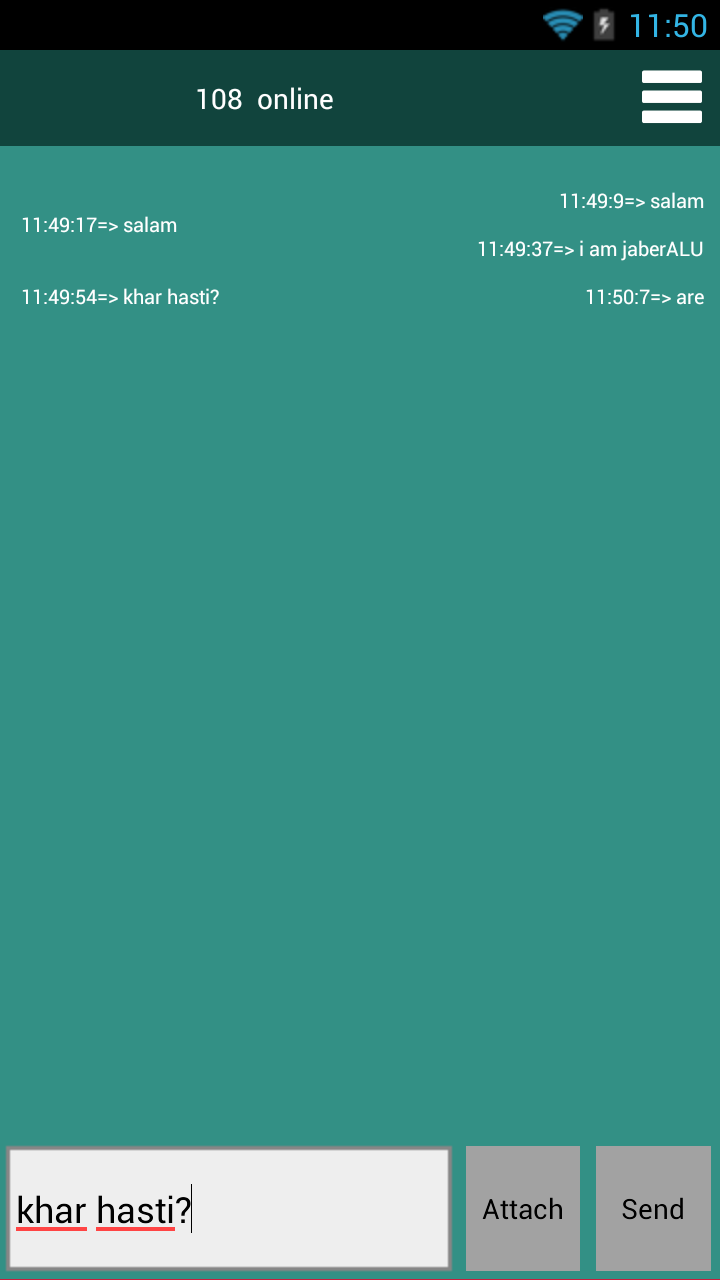 11:50
108 online
11:49:9=> salam
11:49:17=> salam
11:49:37=> i am jaberALU
11:49:54=> khar hasti?
11:50:7=> are
khar hasti?
Attach
Send